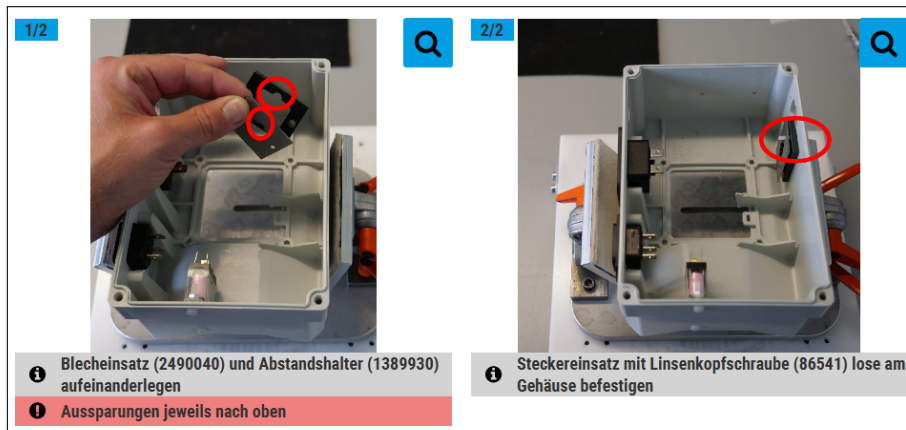 1/2
Blecheinsatz (2490040) und Abstandshalter (1389930)
aufeinanderlegen
Aussparungen jeweils nach oben
2/2
Steckereinsatz mit Linsenkopfschraube (86541) lose am
Gehäuse befestigen